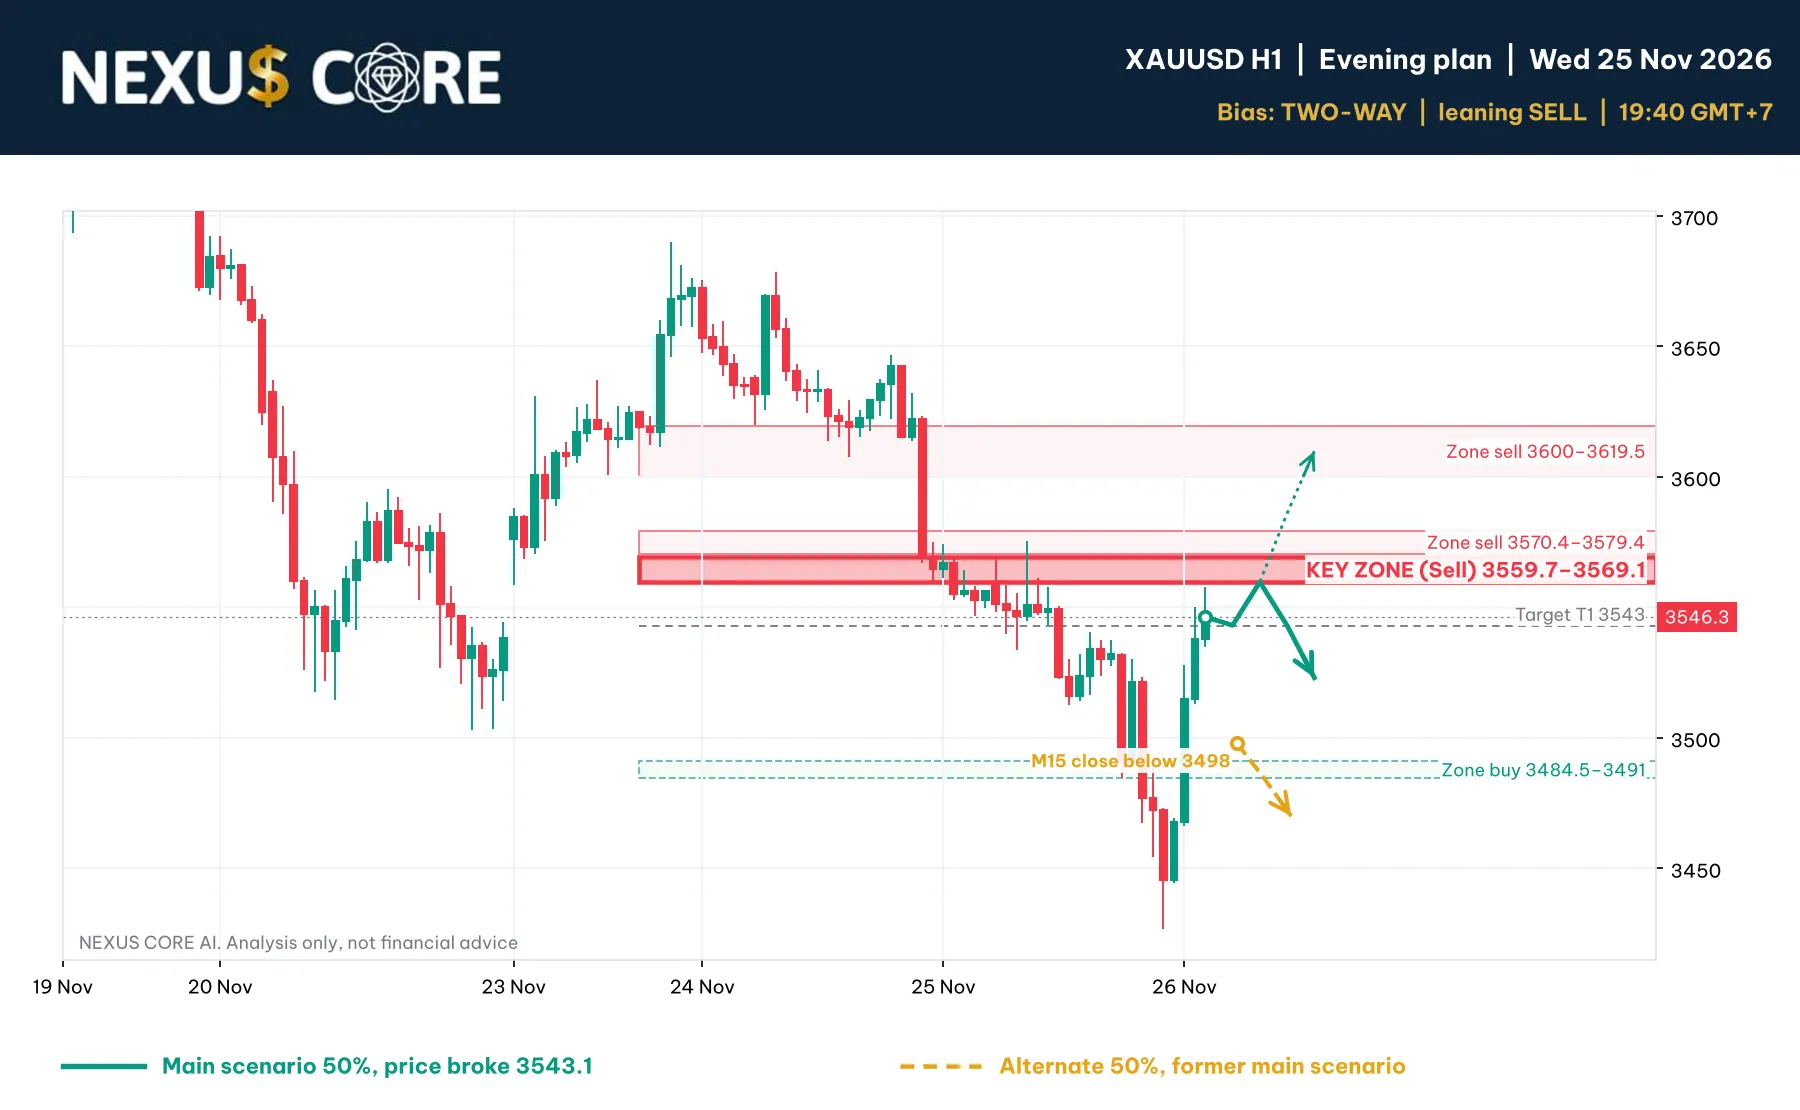 NEXU$ CORE
XAUUSD H1 | Evening plan | Wed 25 Nov 2026
Bias: TWO-WAY | leaning SELL | 19:40 GMT+7
3700
3650
Zone sell 3600–3619.5
3600
Zone sell 3570.4–3579.4
KEY ZONE (Sell) 3559.7–3569.1
Target T1 3543
3546.3
3500
M15 close below 3498
Zone buy 3484.5–3491
3450
NEXUS CORE AI. Analysis only, not financial advice
19 Nov 20 Nov 23 Nov 24 Nov 25 Nov 26 Nov
Main scenario 50%, price broke 3543.1
Alternate 50%, former main scenario